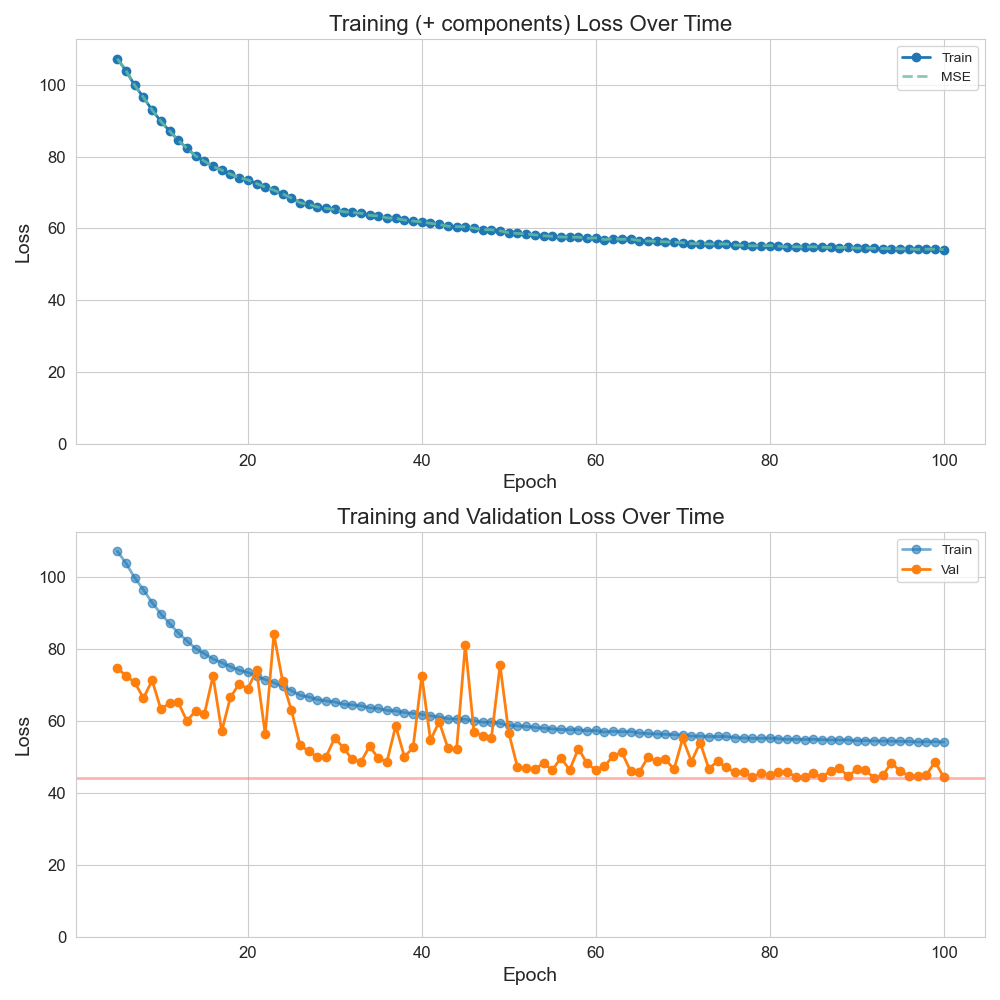 Training (+ components) Loss Over Time
Train
MSE
Loss
100
80
60
40
20
0
20 40 60 80 100
Epoch
Training and Validation Loss Over Time
Train
Val
Loss
100
80
60
40
20
0
20 40 60 80 100
Epoch